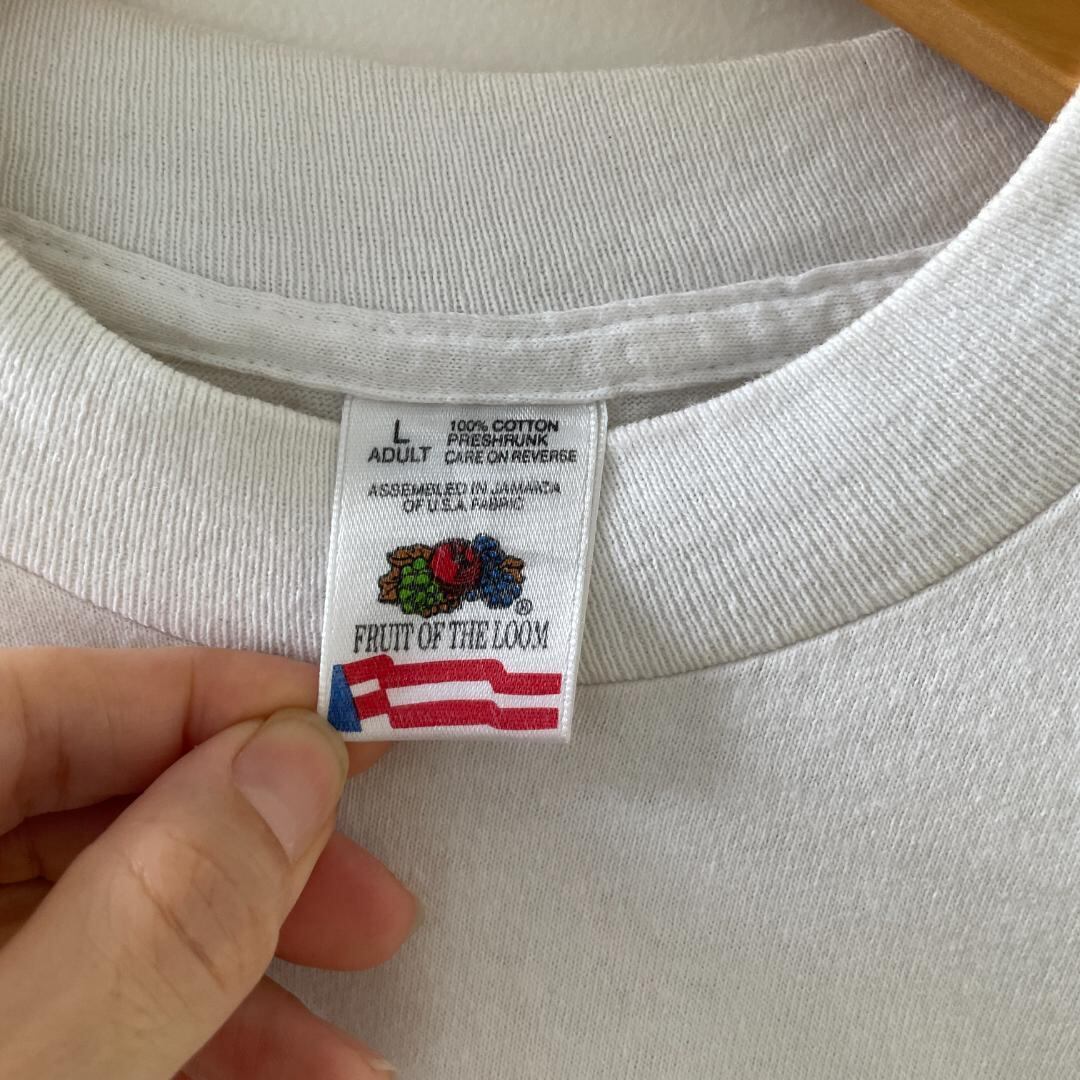 L
ADULT
100% COTTON
PRESHRUNK
CARE ON REVERSE
ASSEMBLED IN JAMAICA
OF U.S.A. FABRIC
®
FRUIT OF THE LOOM